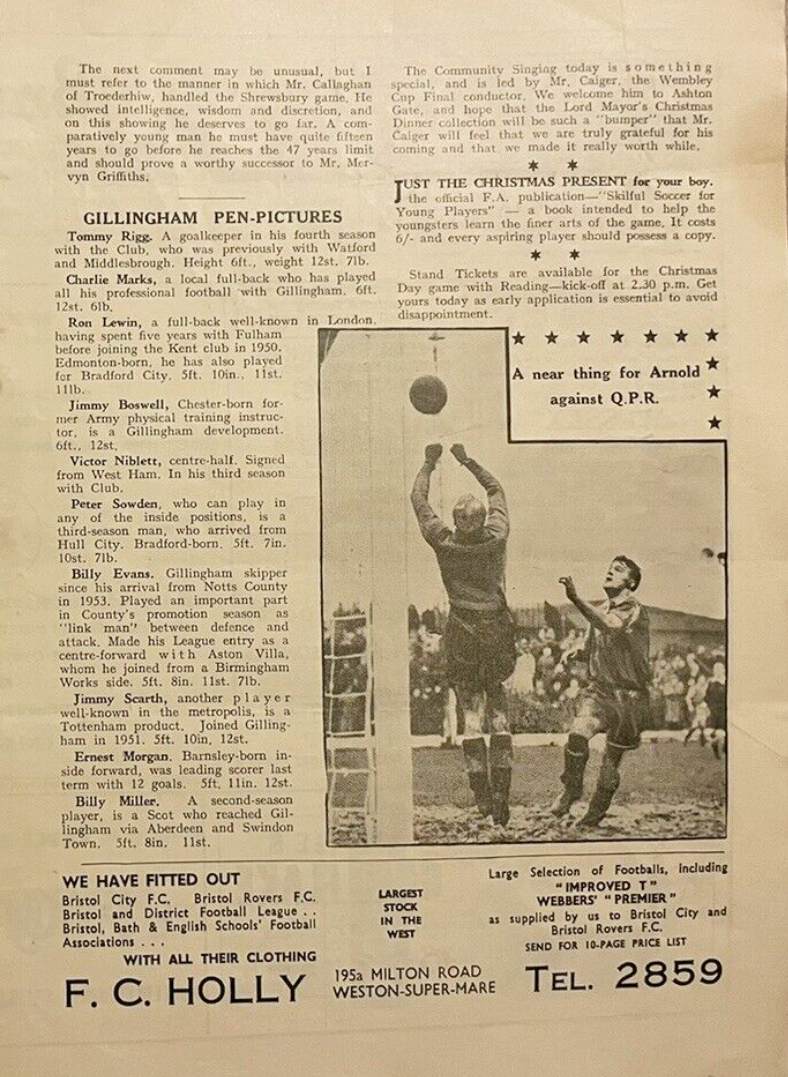 The next comment may be unusual, but I
must refer to the manner in which Mr. Callaghan
of Troederhiw, handled the Shrewsbury game. He
showed intelligence, wisdom and discretion, and
on this showing he deserves to go far. A com-
paratively young man he must have quite fifteen
years to go before he reaches the 47 years limit
and should prove a worthy successor to Mr. Mer-
vyn Griffiths.
GILLINGHAM PEN-PICTURES
Tommy Rigg. A goalkeeper in his fourth season
with the Club, who was previously with Watford
and Middlesbrough. Height 6ft., weight 12st. 7lb.
Charlie Marks, a local full-back who has played
all his professional football with Gillingham. 6ft.
12st. 6lb.
Ron Lewin, a full-back well-known in London,
having spent five years with Fulham
before joining the Kent club in 1950.
Edmonton-born, he has also played
for Bradford City. 5ft. 10in., 11st.
11lb.
Jimmy Boswell, Chester-born for-
mer Army physical training instruc-
tor, is a Gillingham development.
6ft., 12st.
Victor Niblett, centre-half. Signed
from West Ham. In his third season
with Club.
Peter Sowden, who can play in
any of the inside positions, is a
third-season man, who arrived from
Hull City. Bradford-born. 5ft. 7in.
10st. 7lb.
Billy Evans. Gillingham skipper
since his arrival from Notts County
in 1953. Played an important part
in County's promotion season as
"link man" between defence and
attack. Made his League entry as a
centre-forward with Aston Villa,
whom he joined from a Birmingham
Works side. 5ft. 8in. 11st. 7lb.
Jimmy Scarth, another player
well-known in the metropolis, is a
Tottenham product. Joined Gilling-
ham in 1951. 5ft. 10in. 12st.
Ernest Morgan. Barnsley-born in-
side forward, was leading scorer last
term with 12 goals. 5ft. 11in. 12st.
Billy Miller. A second-season
player, is a Scot who reached Gil-
lingham via Aberdeen and Swindon
Town. 5ft. 8in. 11st.
The Community Singing today is something
special, and is led by Mr. Caiger, the Wembley
Cup Final conductor. We welcome him to Ashton
Gate, and hope that the Lord Mayor's Christmas
Dinner collection will be such a "bumper" that Mr.
Caiger will feel that we are truly grateful for his
coming and that we made it really worth while.
JUST THE CHRISTMAS PRESENT for your boy.
the official F.A. publication—"Skilful Soccer for
Young Players" — a book intended to help the
youngsters learn the finer arts of the game. It costs
6/- and every aspiring player should possess a copy.
Stand Tickets are available for the Christmas
Day game with Reading—kick-off at 2.30 p.m. Get
yours today as early application is essential to avoid
disappointment.
A near thing for Arnold
against Q.P.R.
WE HAVE FITTED OUT
Bristol City F.C. Bristol Rovers F.C.
Bristol and District Football League . .
Bristol, Bath & English Schools' Football
Associations . . .
WITH ALL THEIR CLOTHING
F. C. HOLLY
LARGEST
STOCK
IN THE
WEST
195a MILTON ROAD
WESTON-SUPER-MARE
Large Selection of Footballs, including
"IMPROVED T"
WEBBERS' "PREMIER"
as supplied by us to Bristol City and
Bristol Rovers F.C.
SEND FOR 10-PAGE PRICE LIST
TEL. 2859